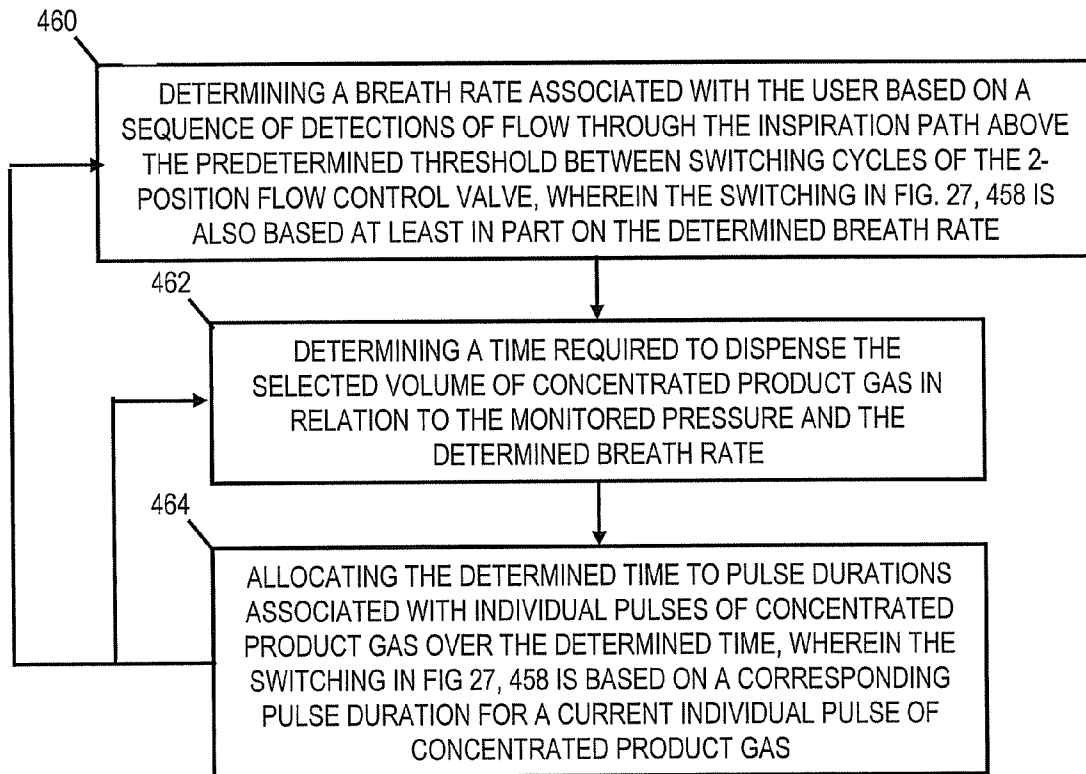 460
DETERMINING A BREATH RATE ASSOCIATED WITH THE USER BASED ON A
SEQUENCE OF DETECTIONS OF FLOW THROUGH THE INSPIRATION PATH ABOVE
THE PREDETERMINED THRESHOLD BETWEEN SWITCHING CYCLES OF THE 2-
POSITION FLOW CONTROL VALVE, WHEREIN THE SWITCHING IN FIG. 27, 458 IS
ALSO BASED AT LEAST IN PART ON THE DETERMINED BREATH RATE
462
DETERMINING A TIME REQUIRED TO DISPENSE THE
SELECTED VOLUME OF CONCENTRATED PRODUCT GAS IN
RELATION TO THE MONITORED PRESSURE AND THE
DETERMINED BREATH RATE
464
ALLOCATING THE DETERMINED TIME TO PULSE DURATIONS
ASSOCIATED WITH INDIVIDUAL PULSES OF CONCENTRATED
PRODUCT GAS OVER THE DETERMINED TIME, WHEREIN THE
SWITCHING IN FIG 27, 458 IS BASED ON A CORRESPONDING
PULSE DURATION FOR A CURRENT INDIVIDUAL PULSE OF
CONCENTRATED PRODUCT GAS